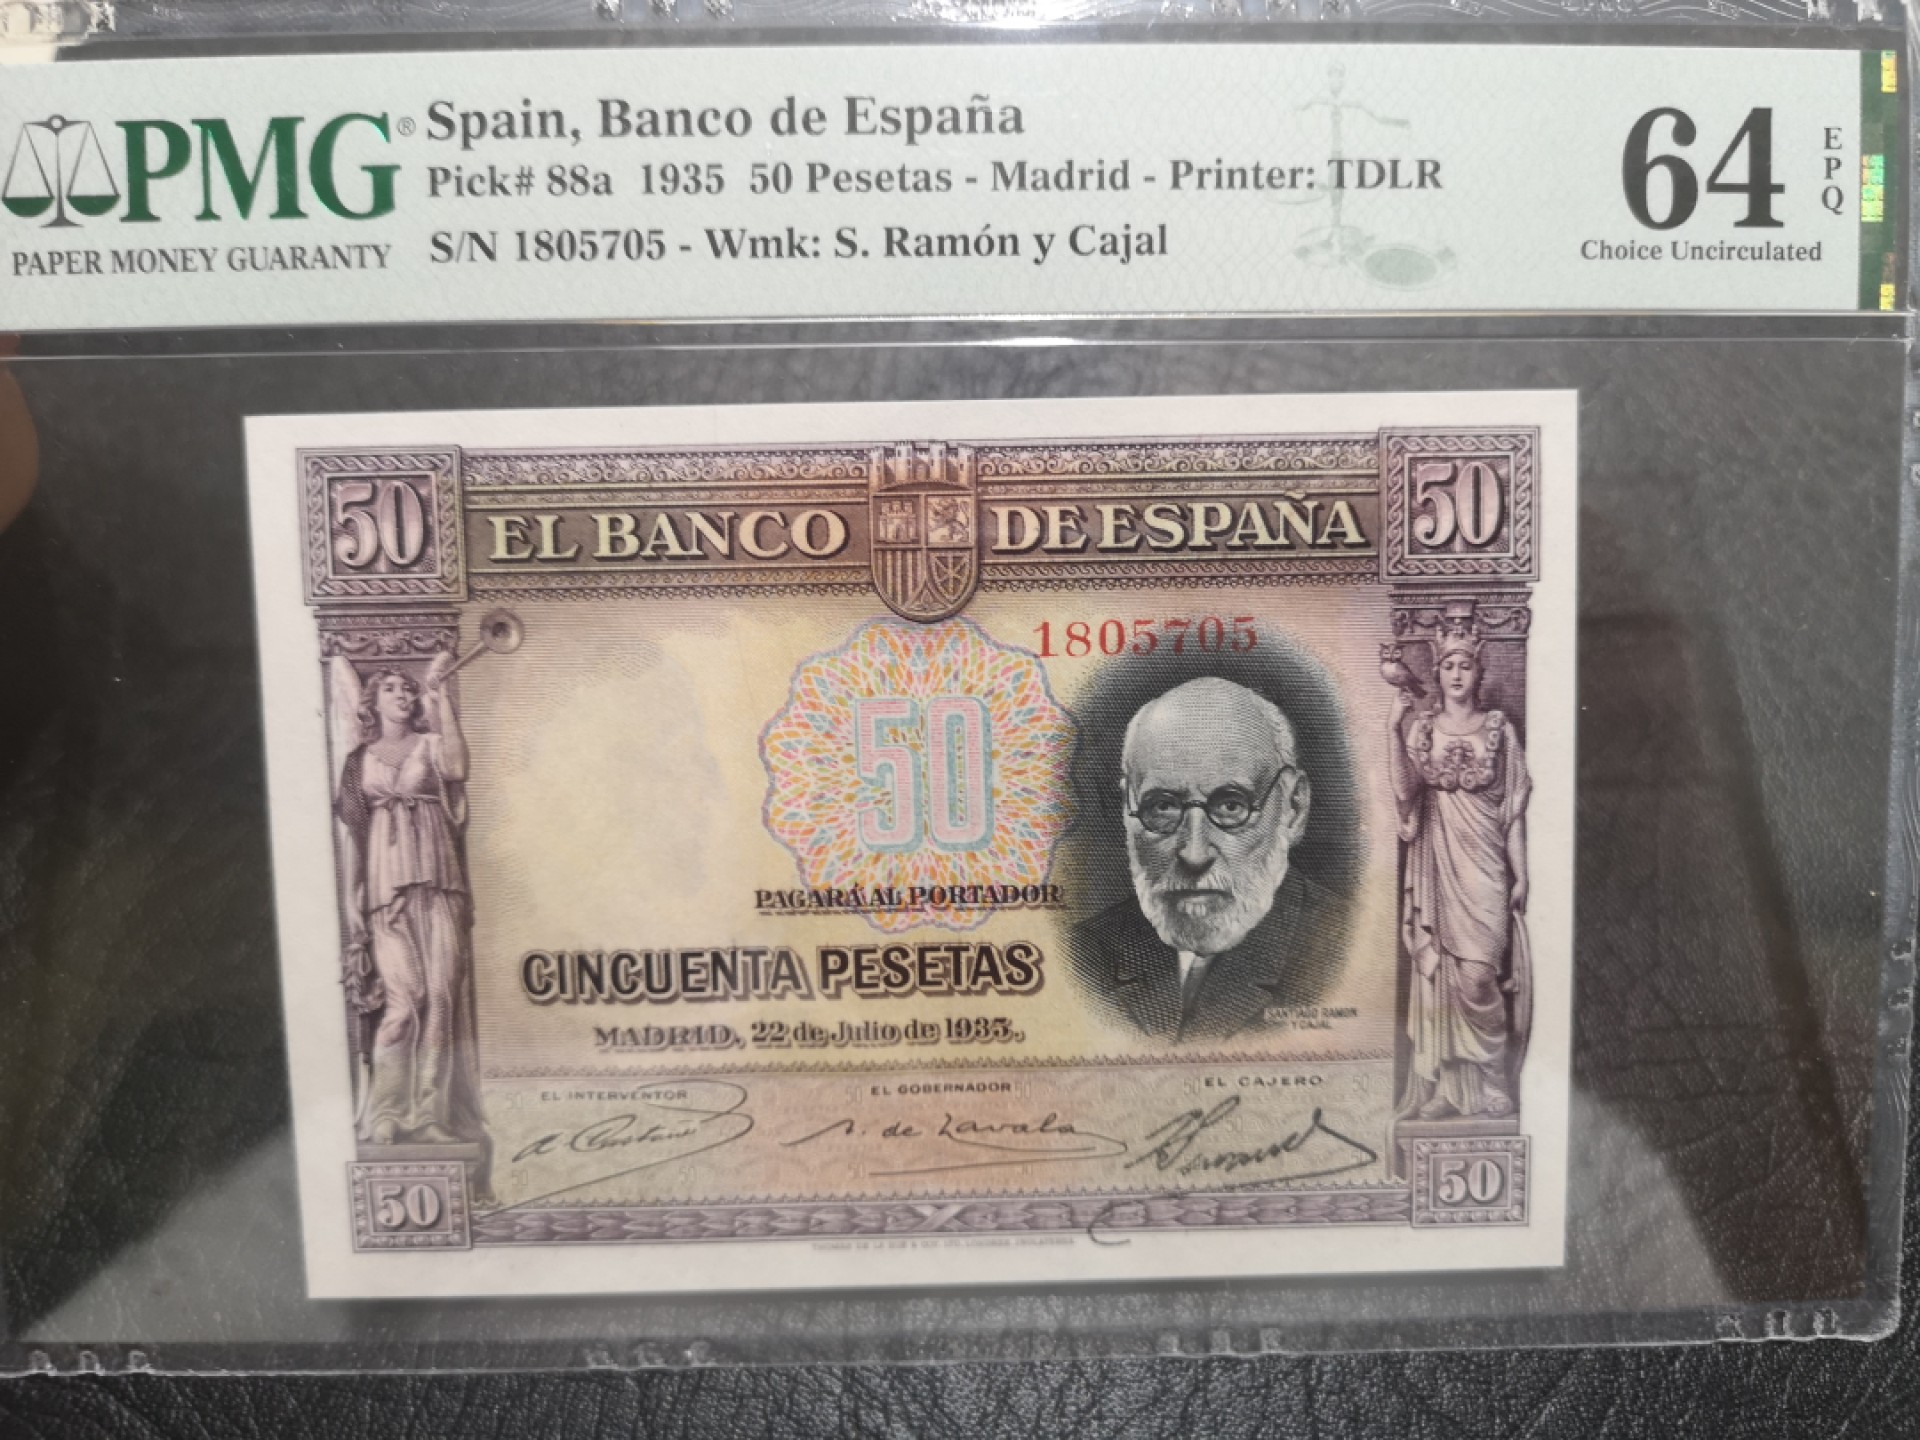 PMG®
PAPER MONEY GUARANTY
Spain, Banco de España
Pick# 88a 1935 50 Pesetas - Madrid - Printer: TDLR
S/N 1805705 - Wmk: S. Ramón y Cajal
64
EPQ
Choice Uncirculated
50
EL BANCO DE ESPAÑA
50
1805705
50
PAGARÁ AL PORTADOR
CINCUENTA PESETAS
MADRID, 22 de Julio de 1935.
SANTIAGO RAMON
Y CAJAL
EL INTERVENTOR
EL GOBERNADOR
EL CAJERO
A. de Zavala
50
50